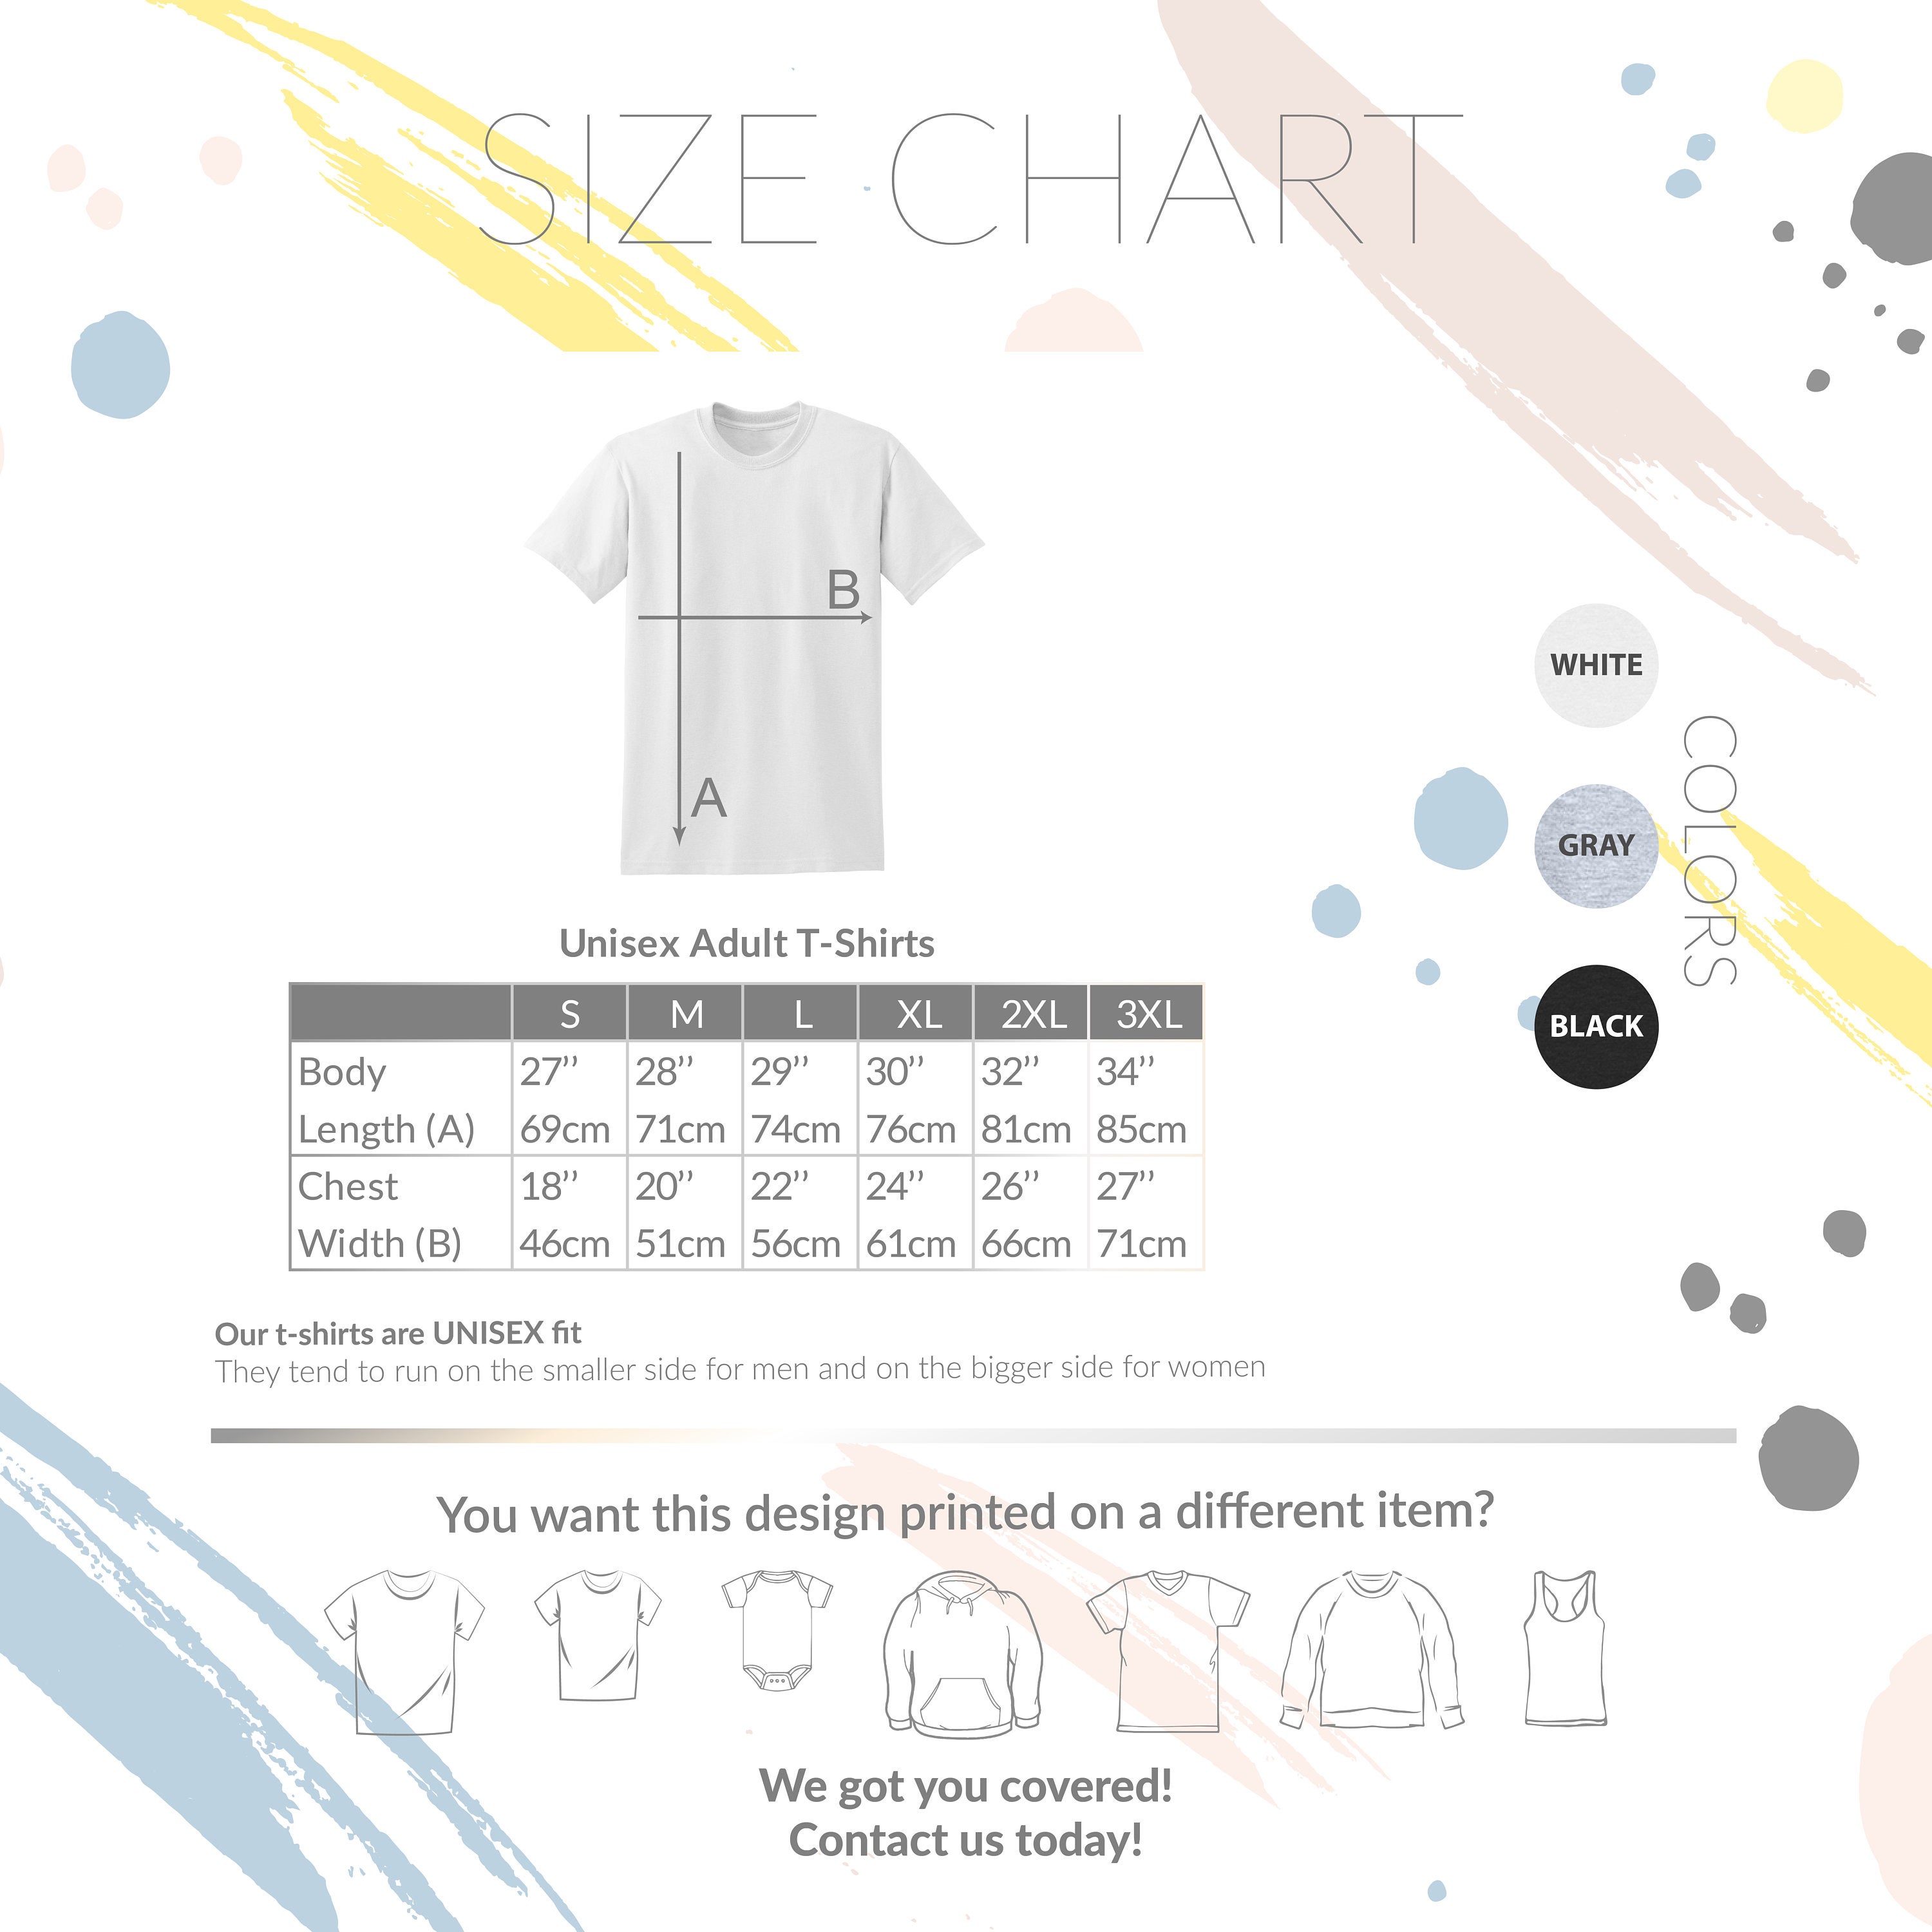 SIZE CHART
B
A
WHITE
GRAY
BLACK
COLORS
Unisex Adult T-Shirts
S M L XL 2XL 3XL
Body 27’’ 28’’ 29’’ 30’’ 32’’ 34’’
Length (A) 69cm 71cm 74cm 76cm 81cm 85cm
Chest 18’’ 20’’ 22’’ 24’’ 26’’ 27’’
Width (B) 46cm 51cm 56cm 61cm 66cm 71cm
Our t-shirts are UNISEX fit
They tend to run on the smaller side for men and on the bigger side for women
You want this design printed on a different item?
We got you covered!
Contact us today!